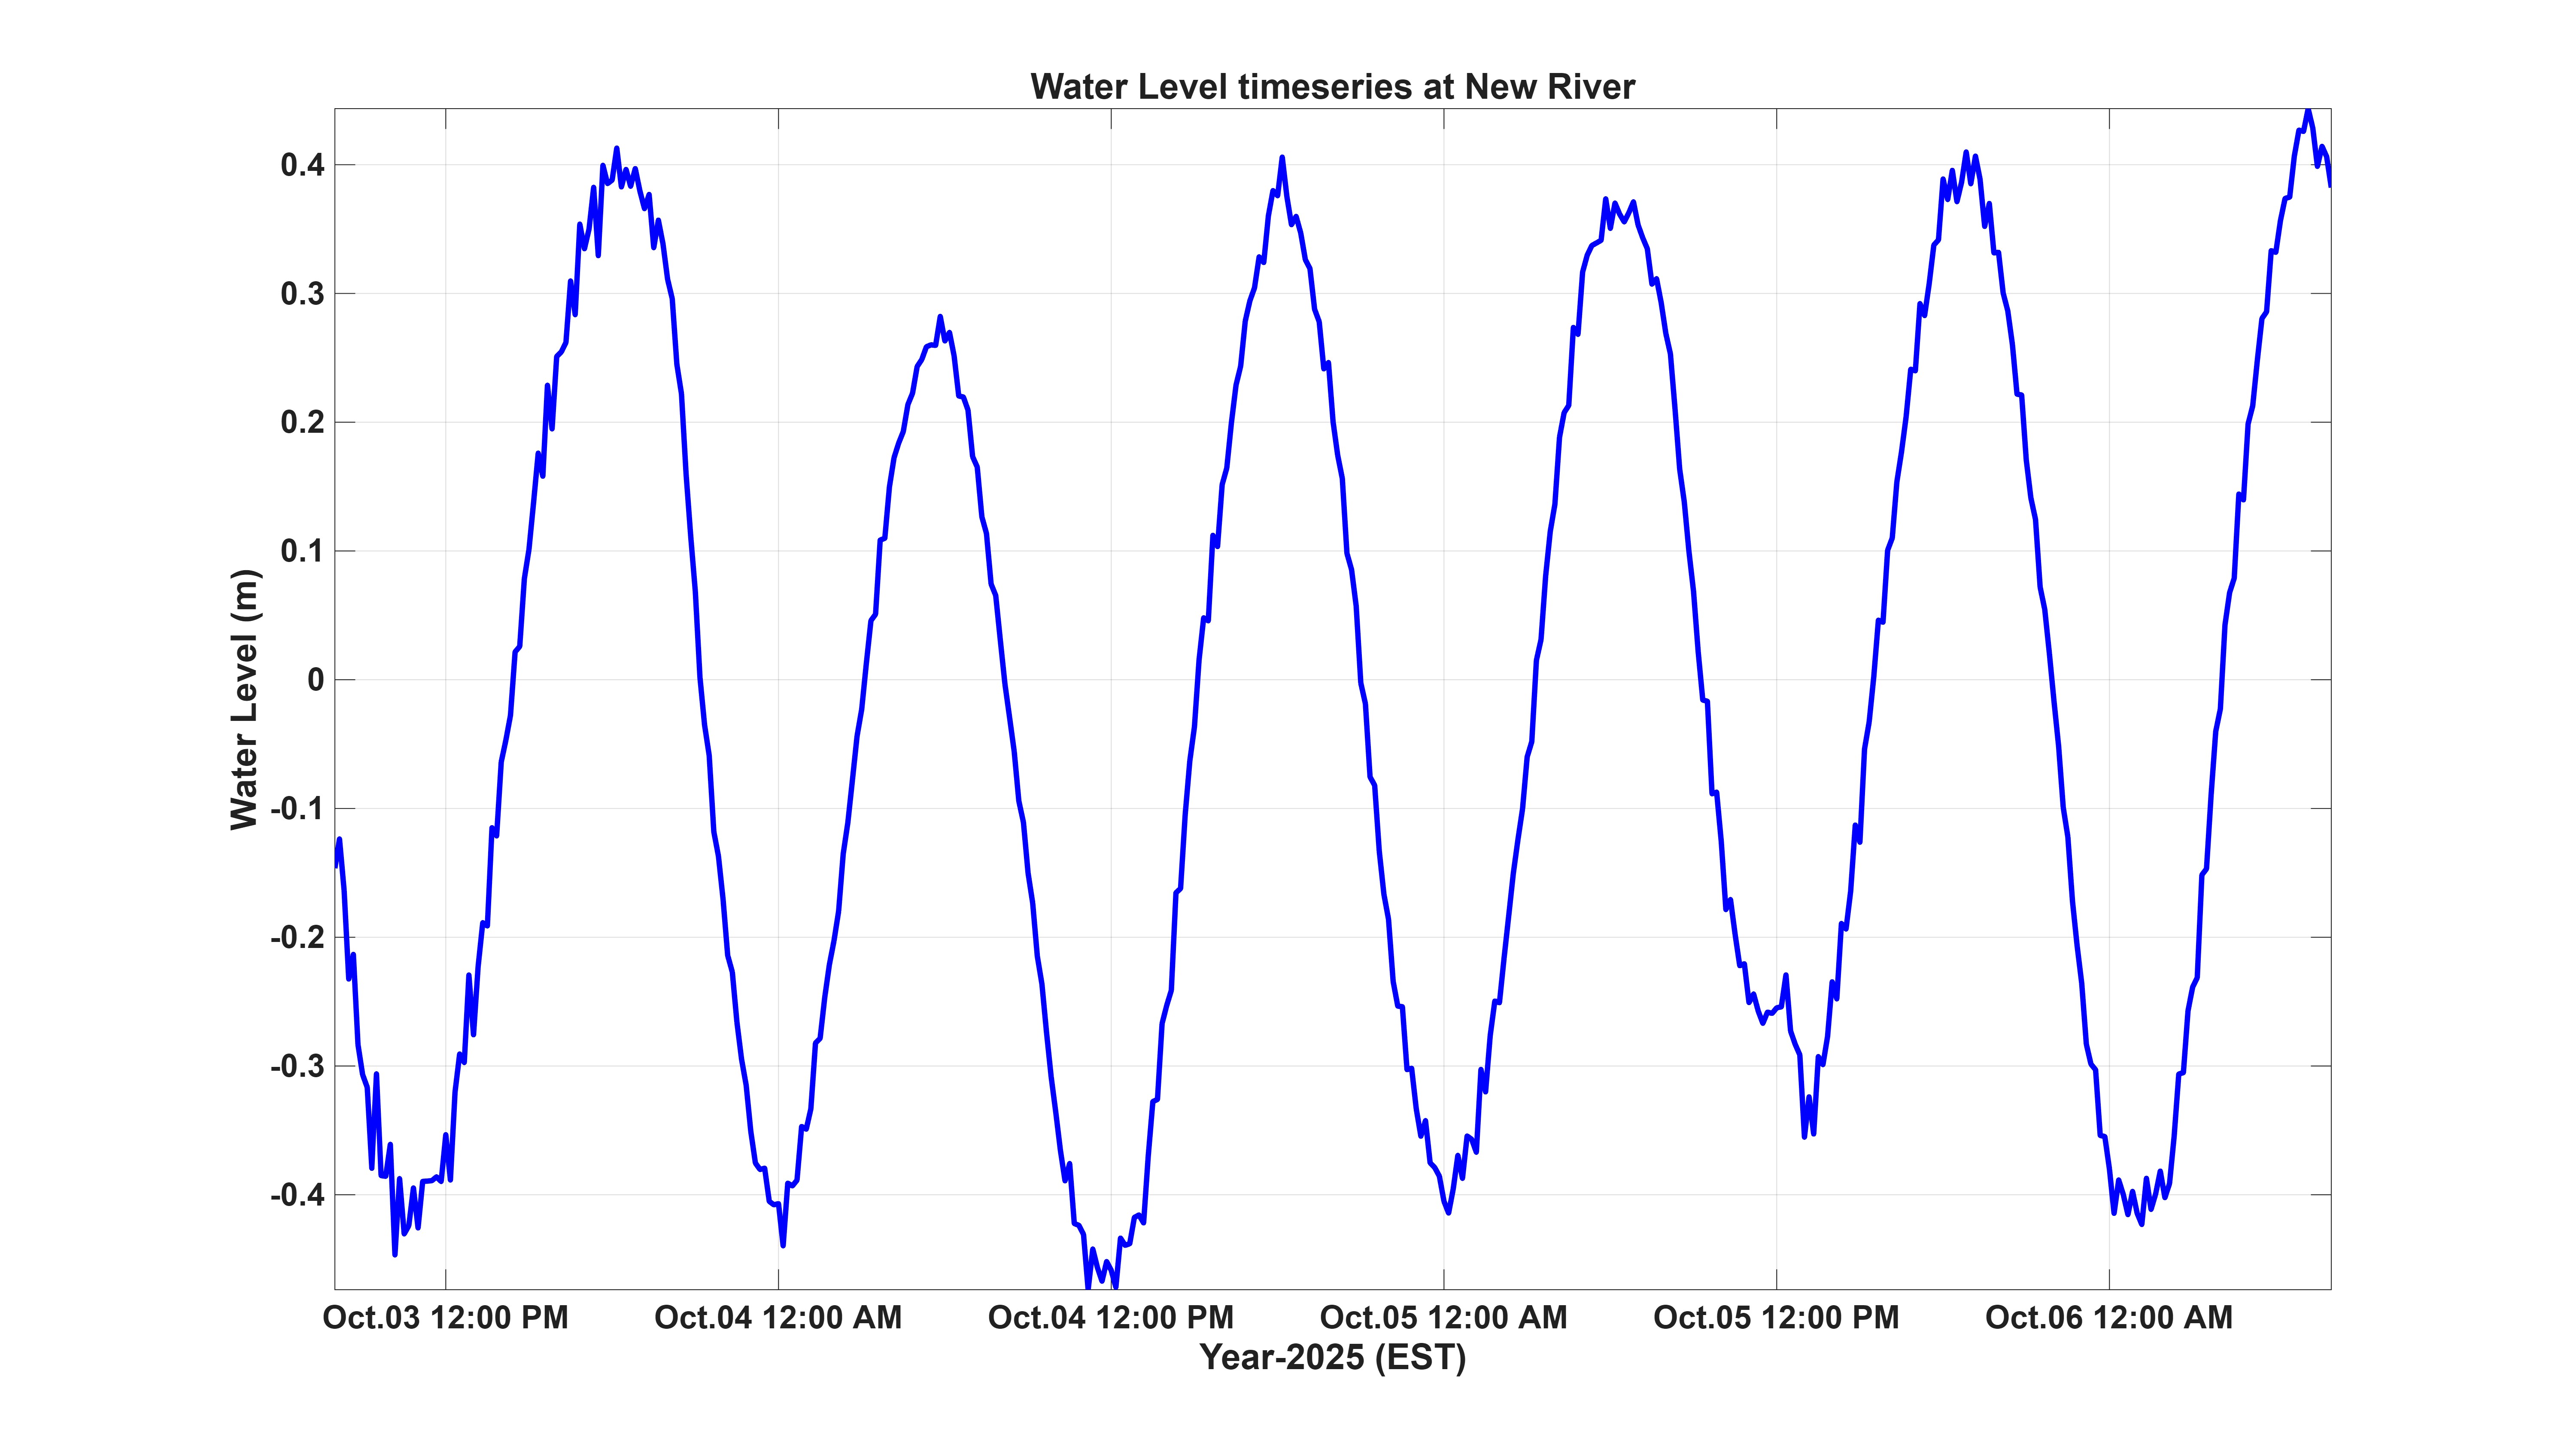 Water Level timeseries at New River
Water Level (m)
0.4
0.3
0.2
0.1
0
-0.1
-0.2
-0.3
-0.4
Oct.03 12:00 PM Oct.04 12:00 AM Oct.04 12:00 PM Oct.05 12:00 AM Oct.05 12:00 PM Oct.06 12:00 AM
Year-2025 (EST)